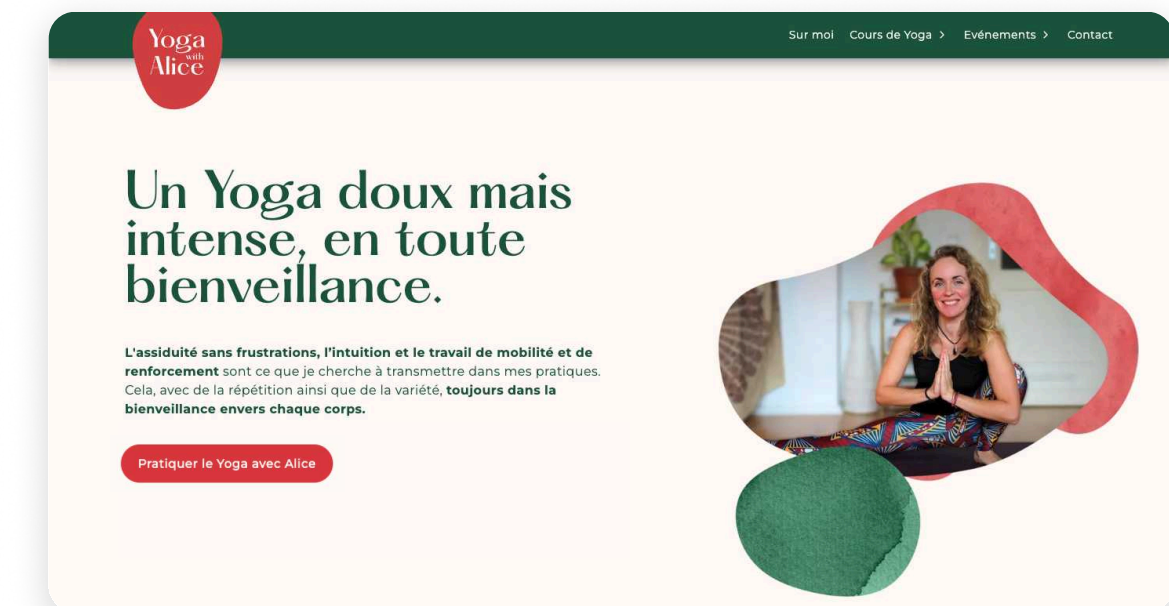 Yoga
with
Alice
Sur moi Cours de Yoga Evénements Contact
Un Yoga doux mais
intense, en toute
bienveillance.
L'assiduité sans frustrations, l’intuition et le travail de mobilité et de
renforcement sont ce que je cherche à transmettre dans mes pratiques.
Cela, avec de la répétition ainsi que de la variété, toujours dans la
bienveillance envers chaque corps.
Pratiquer le Yoga avec Alice